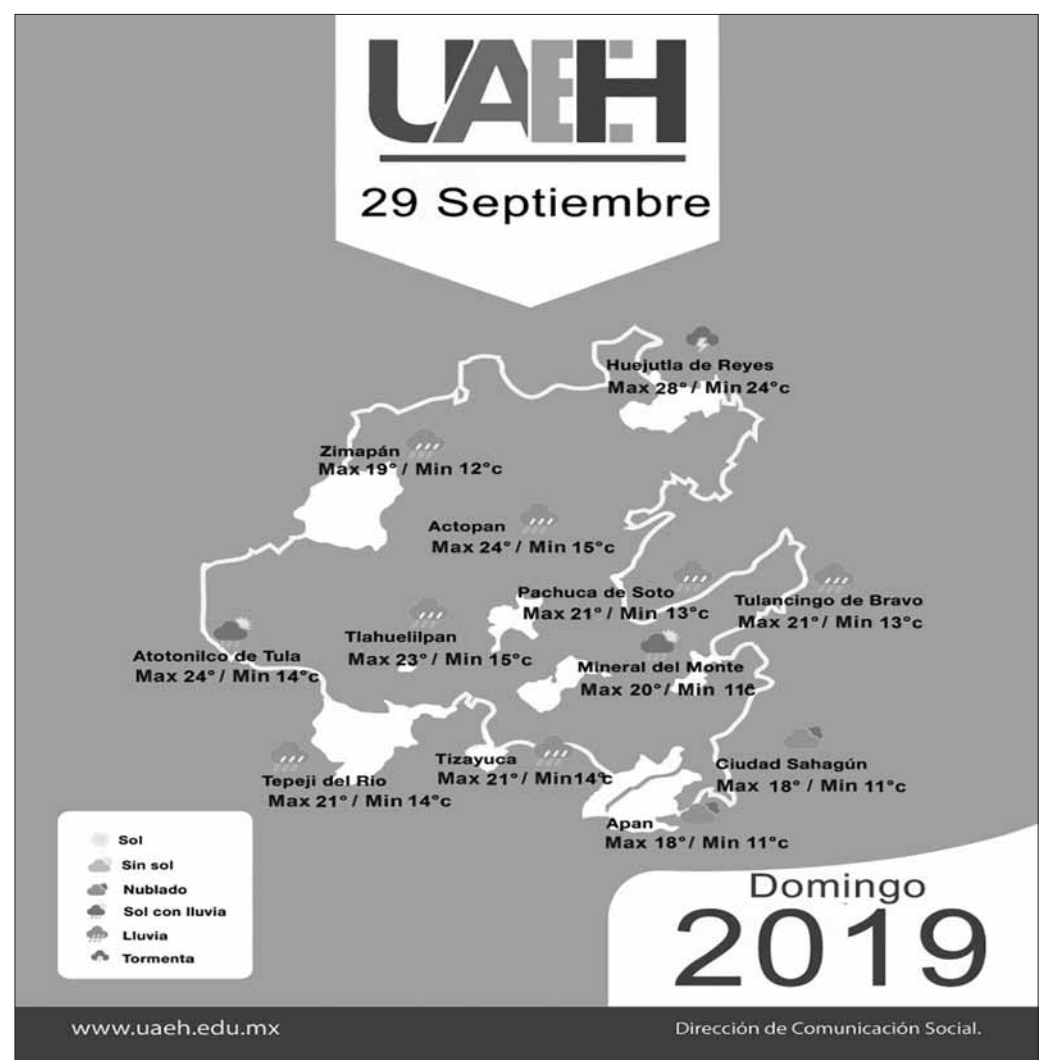 UAEH
29 Septiembre
Huejutla de Reyes
Max 28° / Min 24°c
Zimapán
Max 19° / Min 12°c
Actopan
Max 24° / Min 15°c
Pachuca de Soto
Max 21° / Min 13°c
Tulancingo de Bravo
Max 21° / Min 13°c
Tlahuelilpan
Max 23° / Min 15°c
Atotonilco de Tula
Max 24° / Min 14°c
Mineral del Monte
Max 20° / Min 11c
Tizayuca
Max 21° / Min14°c
Ciudad Sahagún
Max 18° / Min 11°c
Tepeji del Rio
Max 21° / Min 14°c
Apan
Max 18° / Min 11°c
Sol
Sin sol
Nublado
Sol con lluvia
Lluvia
Tormenta
Domingo
2019
www.uaeh.edu.mx
Dirección de Comunicación Social.